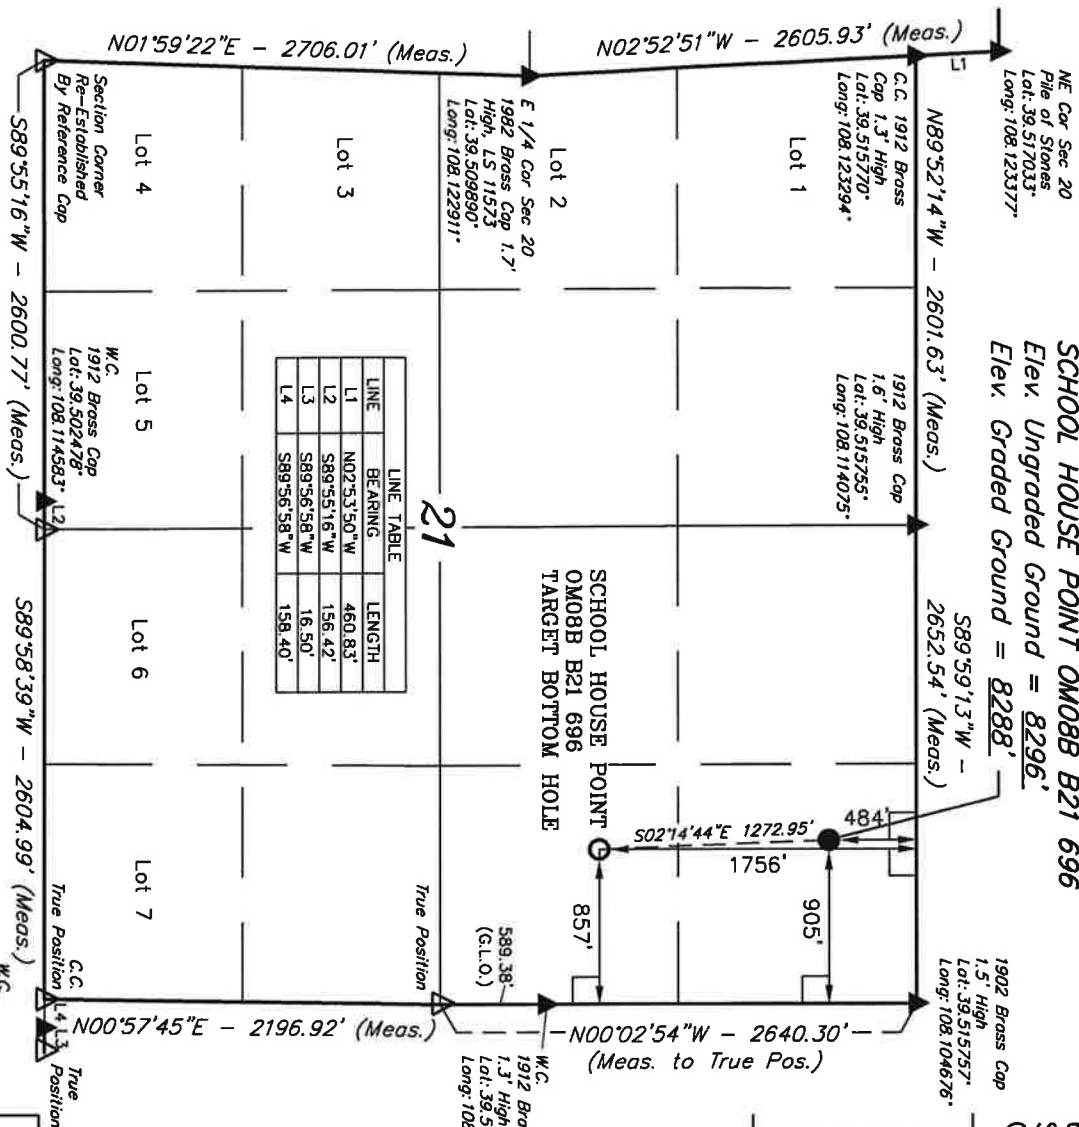 SCHOOL HOUSE POINT OM08B B21 696
Elev. Ungraded Ground = 8296'
Elev. Graded Ground = 8288'
NE Cor Sec 20
Pile of Stones
Lat: 39.517033°
Long: 108.123377°
L1
N89°52'14"W - 2601.63' (Meas.)
S89°59'13"W -
2652.54' (Meas.)
1902 Brass Cap
1.5' High
Lat: 39.515757°
Long: 108.104676°
C.C. 1912 Brass
Cap 1.3' High
Lat: 39.515770°
Long: 108.123294°
1912 Brass Cap
1.6' High
Lat: 39.515755°
Long: 108.114075°
N02°52'51"W - 2605.93' (Meas.)
Lot 1
484'
905'
1756'
S02°14'44"E 1272.95'
857'
SCHOOL HOUSE POINT
OM08B B21 696
TARGET BOTTOM HOLE
Lot 2
E 1/4 Cor Sec 20
1982 Brass Cap 1.7'
High, LS 11573
Lat: 39.509890°
Long: 108.122911°
N00°02'54"W - 2640.30'
(Meas. to True Pos.)
W.C.
1912 Bra
1.3' High
Lat: 39.5
Long: 108
589.38'
(G.L.O.)
True Position
21
N01°59'22"E - 2706.01' (Meas.)
Lot 3
LINE TABLE
LINE BEARING LENGTH
L1 N02°53'50"W 460.83'
L2 S89°55'16"W 156.42'
L3 S89°56'58"W 16.50'
L4 S89°56'58"W 158.40'
Lot 4
Lot 5
Lot 6
Lot 7
Section Corner
Re-Established
By Reference Cap
W.C.
1912 Brass Cap
Lat: 39.502478°
Long: 108.114583°
L2
N00°57'45"E - 2196.92' (Meas.)
C.C.
True Position
L4
L3
True
Position
S89°55'16"W - 2600.77' (Meas.)
S89°58'39"W - 2604.99' (Meas.)
W.C.